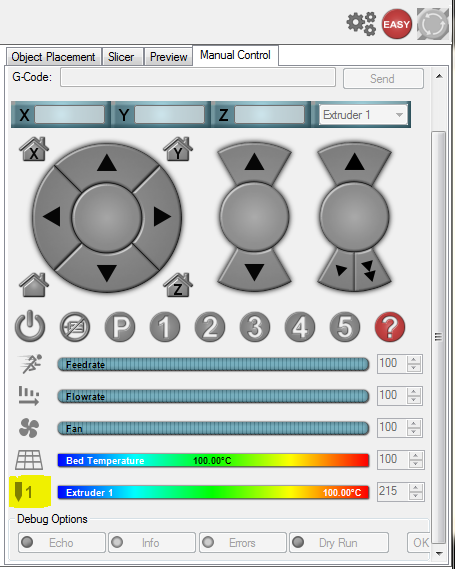 EASY
Object Placement Slicer Preview Manual Control
G-Code: Send
X Y Z Extruder 1
X Y
Z
P 1 2 3 4 5 ?
Feedrate 100
Flowrate 100
Fan 100
Bed Temperature 100.00°C 100
1 Extruder 1 100.00°C 215
Debug Options
Echo Info Errors Dry Run OK